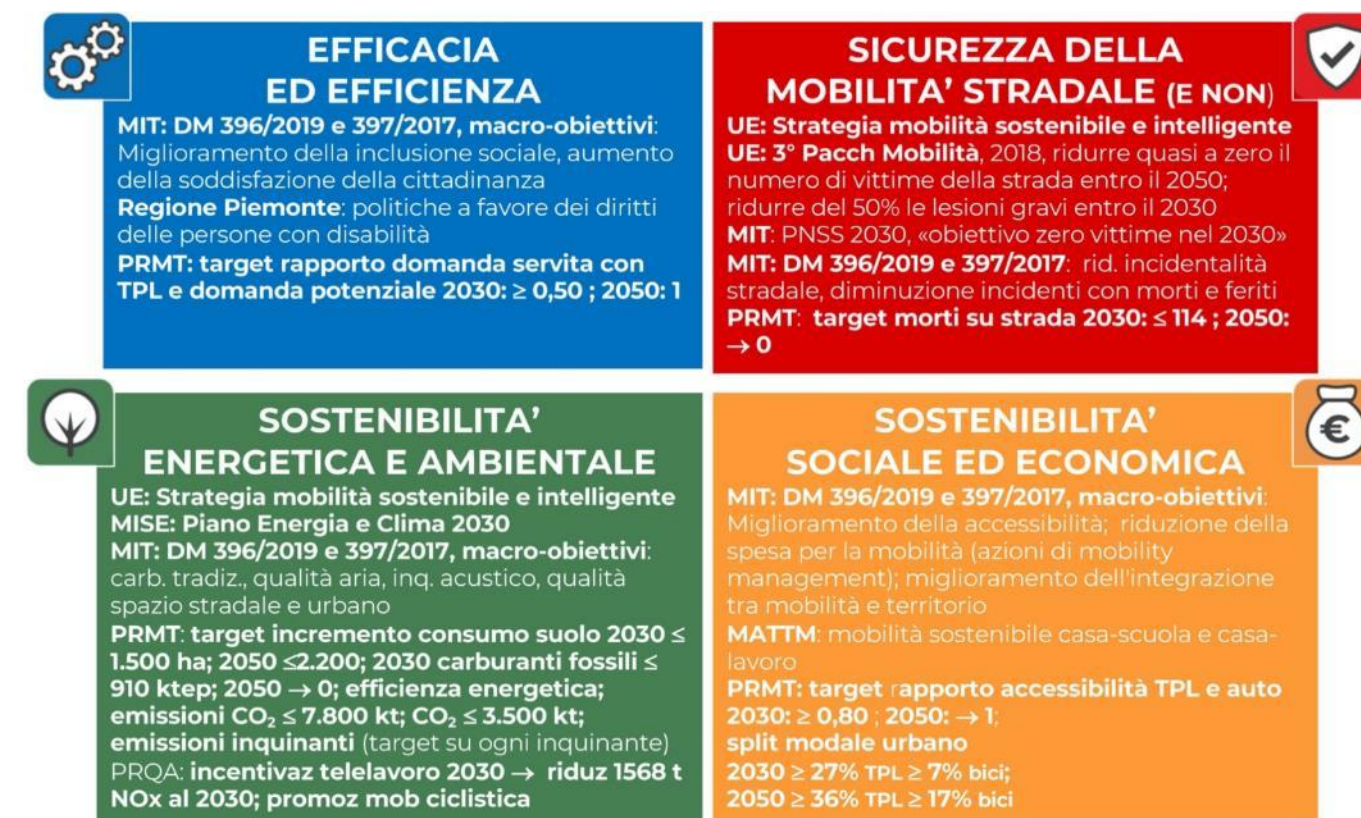 EFFICACIA
ED EFFICIENZA
MIT: DM 396/2019 e 397/2017, macro-obiettivi:
Miglioramento della inclusione sociale, aumento
della soddisfazione della cittadinanza
Regione Piemonte: politiche a favore dei diritti
delle persone con disabilità
PRMT: target rapporto domanda servita con
TPL e domanda potenziale 2030: ≥ 0,50 ; 2050: 1
SICUREZZA DELLA
MOBILITA' STRADALE (E NON)
UE: Strategia mobilità sostenibile e intelligente
UE: 3° Pacch Mobilità, 2018, ridurre quasi a zero il
numero di vittime della strada entro il 2050;
ridurre del 50% le lesioni gravi entro il 2030
MIT: PNSS 2030, «obiettivo zero vittime nel 2030»
MIT: DM 396/2019 e 397/2017: rid. incidentalità
stradale, diminuzione incidenti con morti e feriti
PRMT: target morti su strada 2030: ≤ 114 ; 2050:
→ 0
SOSTENIBILITA'
ENERGETICA E AMBIENTALE
UE: Strategia mobilità sostenibile e intelligente
MISE: Piano Energia e Clima 2030
MIT: DM 396/2019 e 397/2017, macro-obiettivi:
carb. tradiz., qualità aria, inq. acustico, qualità
spazio stradale e urbano
PRMT: target incremento consumo suolo 2030 ≤
1.500 ha; 2050 ≤2.200; 2030 carburanti fossili ≤
910 ktep; 2050 → 0; efficienza energetica;
emissioni CO₂ ≤ 7.800 kt; CO₂ ≤ 3.500 kt;
emissioni inquinanti (target su ogni inquinante)
PRQA: incentivaz telelavoro 2030 → riduz 1568 t
NOx al 2030; promoz mob ciclistica
€
SOSTENIBILITA'
SOCIALE ED ECONOMICA
MIT: DM 396/2019 e 397/2017, macro-obiettivi:
Miglioramento della accessibilità; riduzione della
spesa per la mobilità (azioni di mobility
management); miglioramento dell'integrazione
tra mobilità e territorio
MATTM: mobilità sostenibile casa-scuola e casa-
lavoro
PRMT: target rapporto accessibilità TPL e auto
2030: ≥ 0,80 ; 2050: → 1;
split modale urbano
2030 ≥ 27% TPL ≥ 7% bici;
2050 ≥ 36% TPL ≥ 17% bici